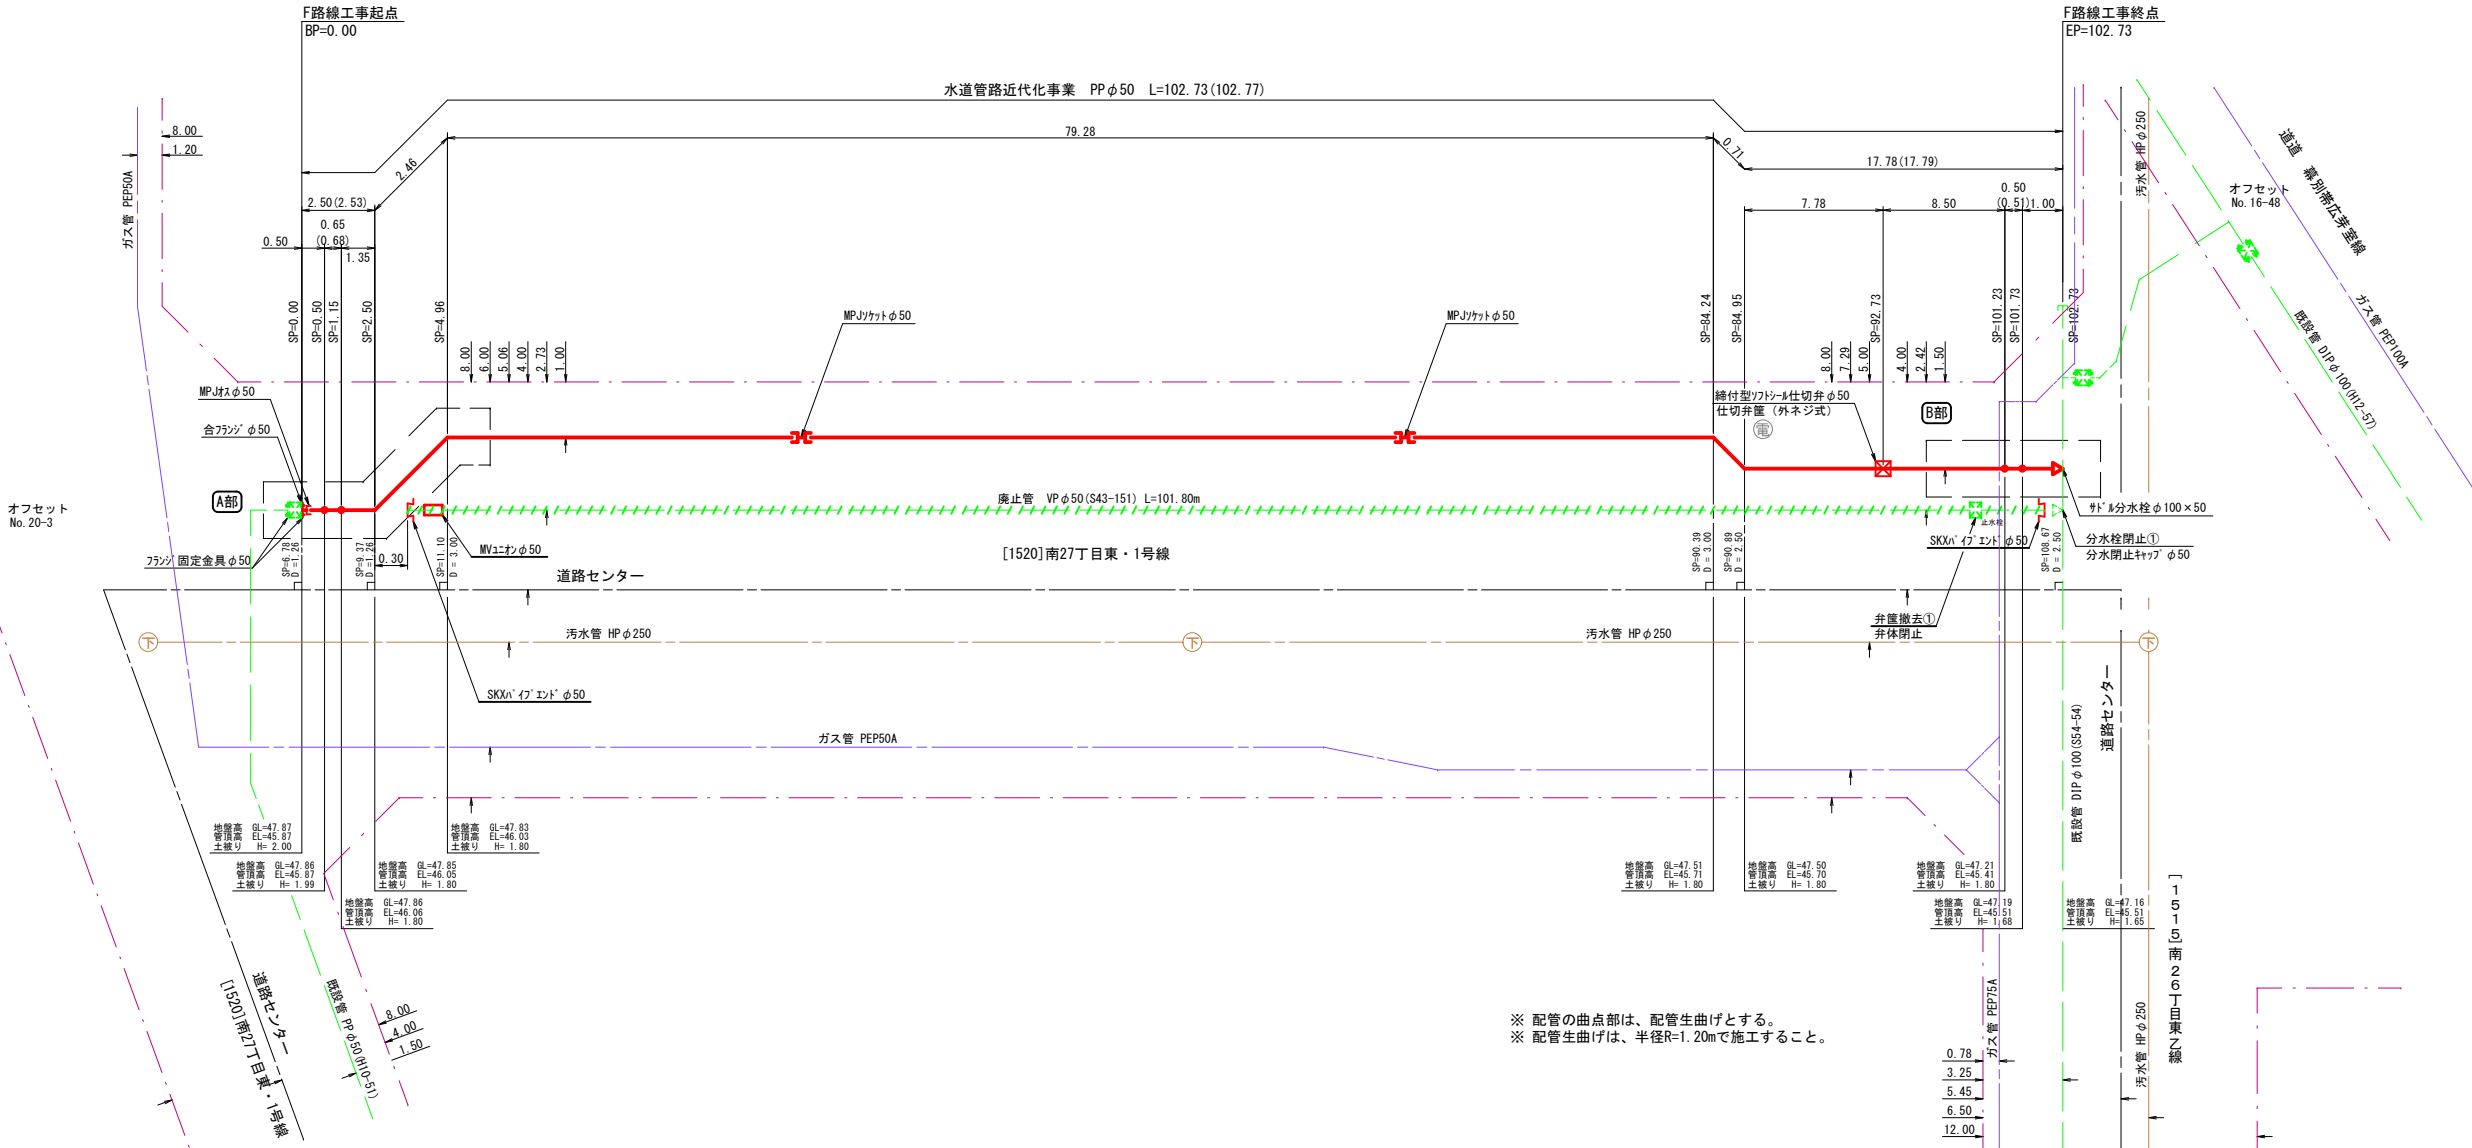 F路線工事起点
BP=0.00
F路線工事終点
EP=102.73
水道管路近代化事業 PPφ50 L=102.73(102.77)
79.28
2.46
0.71
17.78(17.79)
2.50(2.53)
0.65
(0.68)
0.50
1.35
7.78
8.50
0.50
(0.51)
1.00
8.00
1.20
ガス管 PEP50A
汚水管 HPφ250
道道 幕別帯広芽室線
オフセット
No.16-48
ガス管 PEP100A
既設管 DIPφ100(H12-57)
SP=0.00
SP=0.50
SP=1.15
SP=2.50
SP=4.96
SP=84.24
SP=84.95
SP=92.73
SP=101.23
SP=101.73
SP=102.73
8.00
6.00
5.06
4.00
2.73
1.00
8.00
7.29
5.00
4.00
2.42
1.50
MPJソケットφ50
MPJソケットφ50
MPJオスφ50
合フランジφ50
締付型ソフトシール仕切弁φ50
仕切弁筐(外ネジ式)
電
A部
B部
オフセット
No.20-3
廃止管 VPφ50(S43-151) L=101.80m
止水栓
サドル分水栓φ100×50
フランジ固定金具φ50
MVユニオンφ50
SKXパイプエンドφ50
分水栓閉止①
分水閉止キャップφ50
SP=6.78
D =1.26
SP=9.37
D =1.26
0.30
SP=11.10
D = 3.00
SP=90.39
D = 3.00
SP=90.89
D = 2.50
SP=108.67
D = 2.50
[1520]南27丁目東・1号線
道路センター
弁筐撤去①
弁体閉止
下
汚水管 HPφ250
下
汚水管 HPφ250
下
SKXパイプエンドφ50
ガス管 PEP50A
既設管 DIPφ100(S54-54)
道路センター
地盤高 GL=47.87
管頂高 EL=45.87
土被り H= 2.00
地盤高 GL=47.86
管頂高 EL=45.87
土被り H= 1.99
地盤高 GL=47.86
管頂高 EL=46.06
土被り H= 1.80
地盤高 GL=47.85
管頂高 EL=46.05
土被り H= 1.80
地盤高 GL=47.83
管頂高 EL=46.03
土被り H= 1.80
地盤高 GL=47.51
管頂高 EL=45.71
土被り H= 1.80
地盤高 GL=47.50
管頂高 EL=45.70
土被り H= 1.80
地盤高 GL=47.21
管頂高 EL=45.41
土被り H= 1.80
地盤高 GL=47.19
管頂高 EL=45.51
土被り H= 1.68
地盤高 GL=47.16
管頂高 EL=45.51
土被り H= 1.65
[1515]南26丁目東乙線
道路センター
[1520]南27丁目東・1号線
既設管 PPφ50(H10-51)
8.00
4.00
1.50
※ 配管の曲点部は、配管生曲げとする。
※ 配管生曲げは、半径R=1.20mで施工すること。
ガス管 PEP75A
汚水管 HPφ250
0.78
3.25
5.45
6.50
12.00